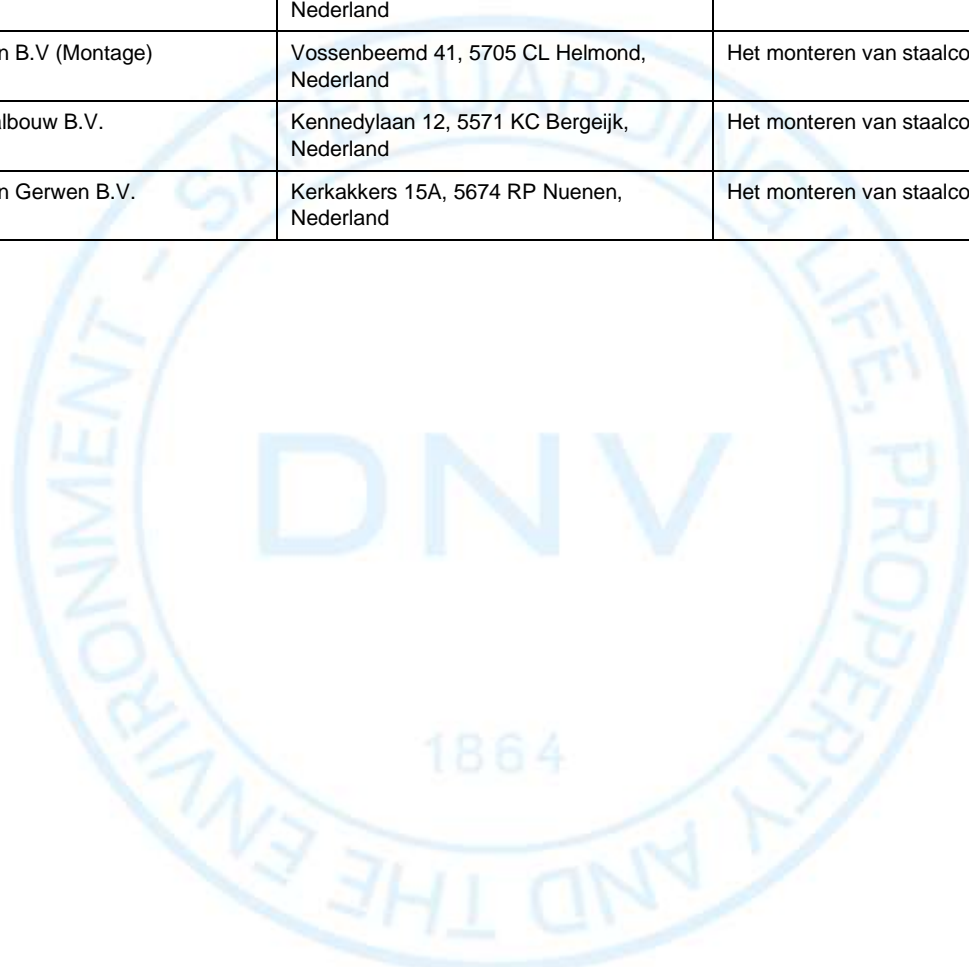 Nederland
n B.V (Montage) Vossenbeemd 41, 5705 CL Helmond, Het monteren van staalco
Nederland
albouw B.V. Kennedylaan 12, 5571 KC Bergeijk, Het monteren van staalco
Nederland
n Gerwen B.V. Kerkakkers 15A, 5674 RP Nuenen, Het monteren van staalco
Nederland
SAFEGUARDING LIFE, PROPERTY AND THE ENVIRONMENT -
DNV
1864